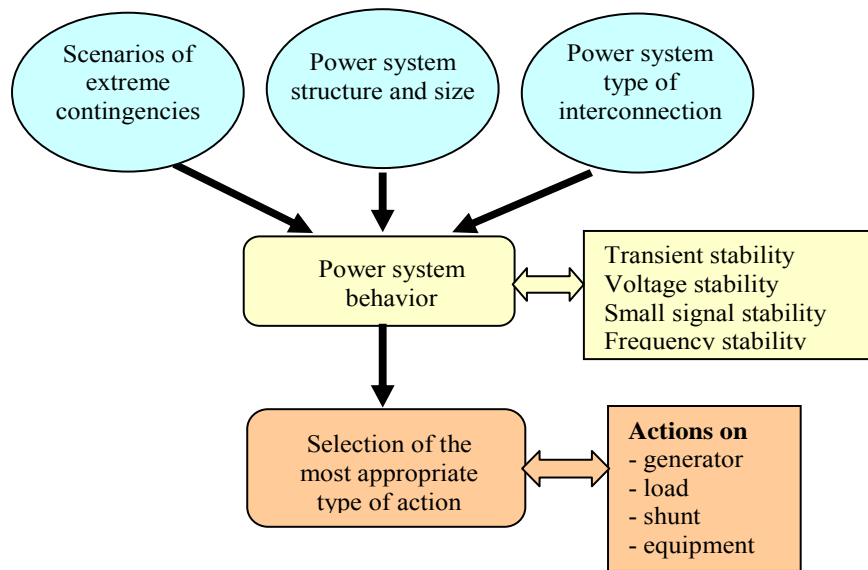 Scenarios of
extreme
contingencies
Power system
structure and size
Power system
type of
interconnection
Power system
behavior
Transient stability
Voltage stability
Small signal stability
Frequency stability
Selection of the
most appropriate
type of action
Actions on
- generator
- load
- shunt
- equipment